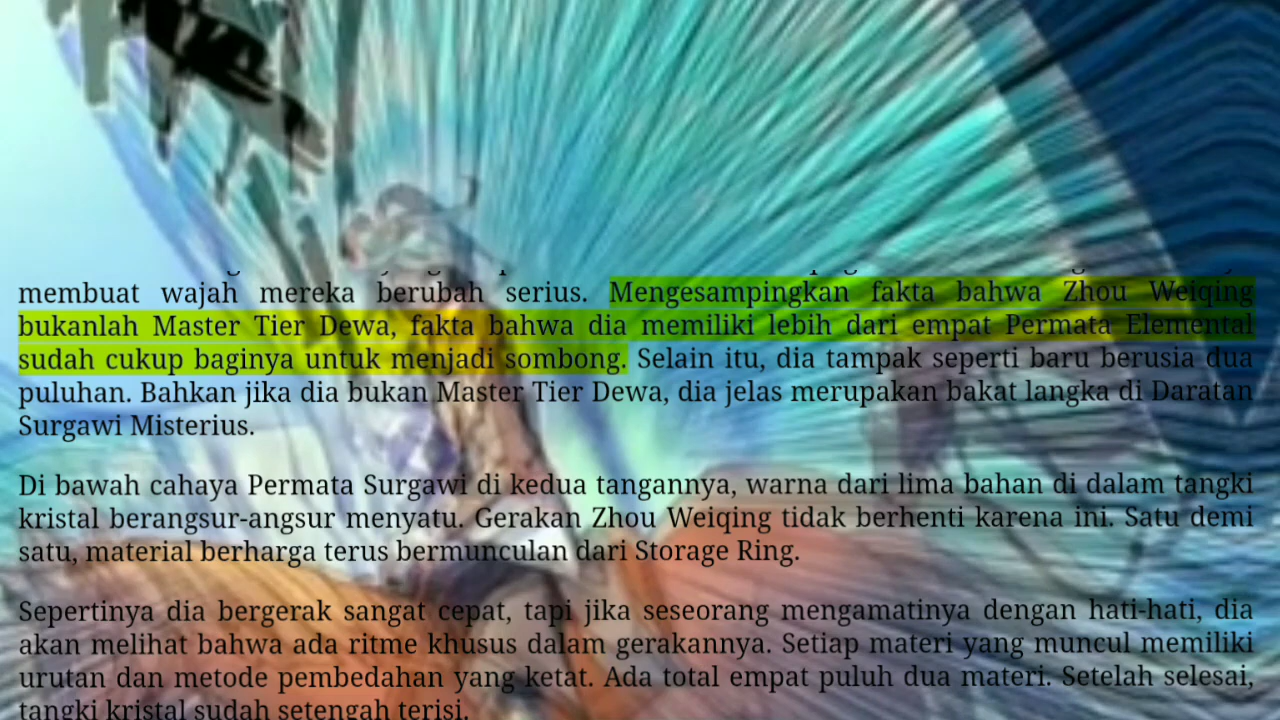 membuat wajah mereka berubah serius. Mengesampingkan fakta bahwa Zhou Weiqing
bukanlah Master Tier Dewa, fakta bahwa dia memiliki lebih dari empat Permata Elemental
sudah cukup baginya untuk menjadi sombong. Selain itu, dia tampak seperti baru berusia dua
puluhan. Bahkan jika dia bukan Master Tier Dewa, dia jelas merupakan bakat langka di Daratan
Surgawi Misterius.
Di bawah cahaya Permata Surgawi di kedua tangannya, warna dari lima bahan di dalam tangki
kristal berangsur-angsur menyatu. Gerakan Zhou Weiqing tidak berhenti karena ini. Satu demi
satu, material berharga terus bermunculan dari Storage Ring.
Sepertinya dia bergerak sangat cepat, tapi jika seseorang mengamatinya dengan hati-hati, dia
akan melihat bahwa ada ritme khusus dalam gerakannya. Setiap materi yang muncul memiliki
urutan dan metode pembedahan yang ketat. Ada total empat puluh dua materi. Setelah selesai,
tangki kristal sudah setengah terisi.